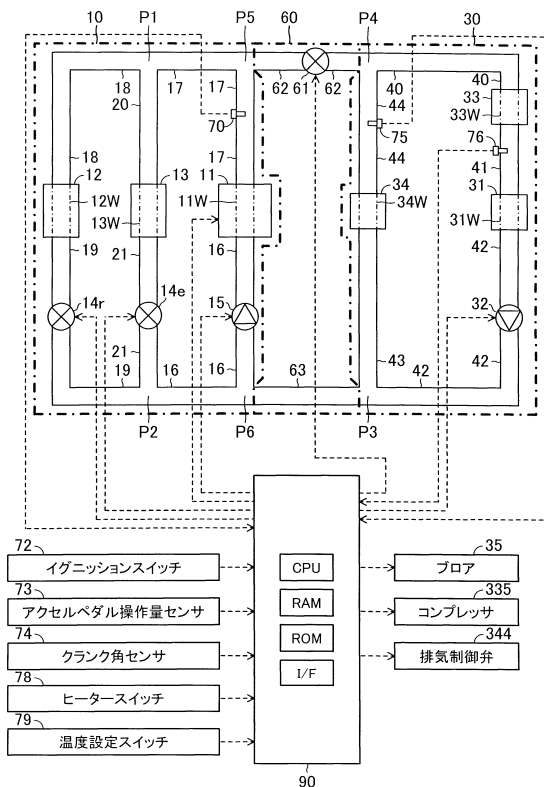 10 P1 P5 60 P4 30
18 17 62 61 62 40 40
20 17 44 33
70 33W
18 17 75 76
12 13 11 44 41
12W 11W 34 31
13W 34W 31W
19 21 16 42
14r 14e 15 32
21 43
19 16 16 63 42 42
P2 P6 P3
72
イグニッションスイッチ
73
アクセルペダル操作量センサ
74
クランク角センサ
78
ヒータースイッチ
79
温度設定スイッチ
CPU
RAM
ROM
I/F
90
35
ブロア
335
コンプレッサ
344
排気制御弁